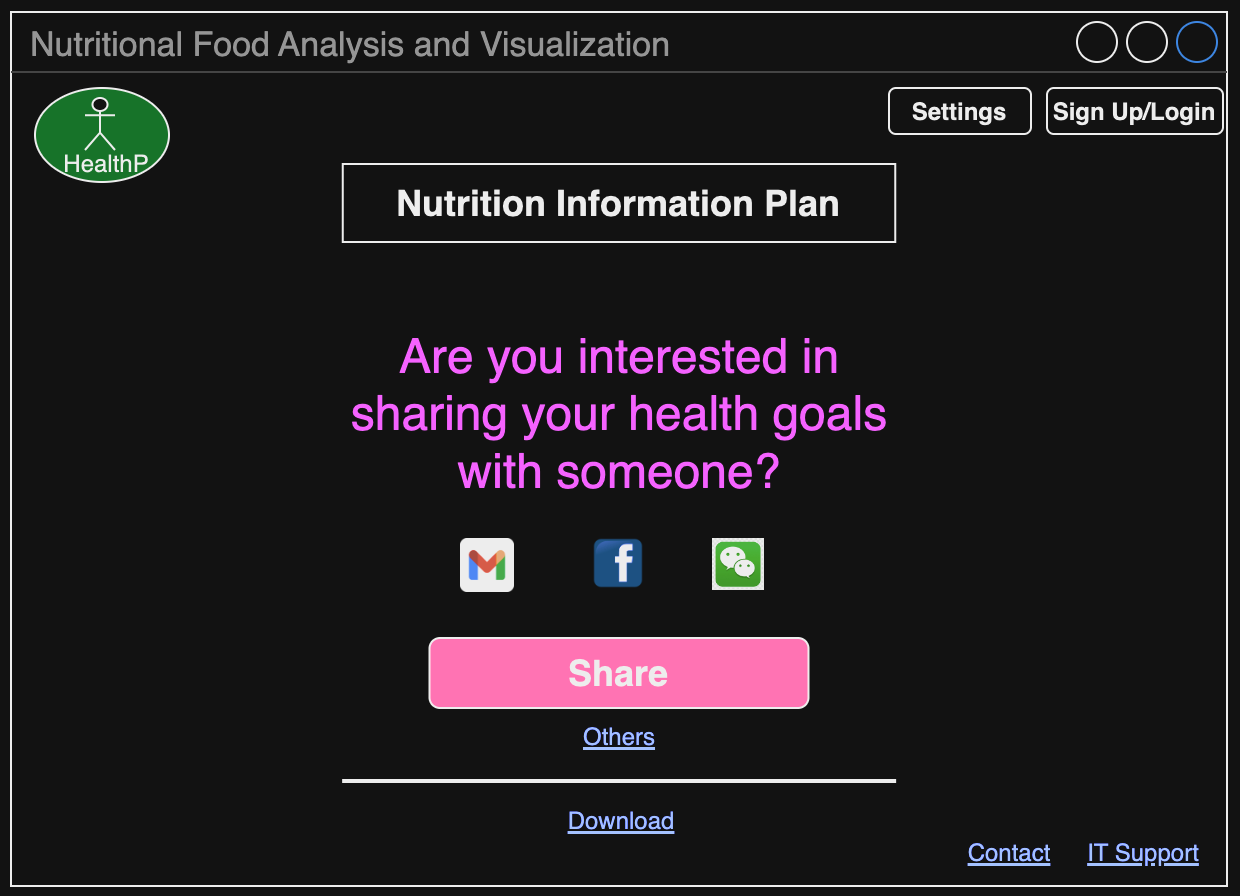 Nutritional Food Analysis and Visualization
HealthP
Settings
Sign Up/Login
Nutrition Information Plan
Are you interested in
sharing your health goals
with someone?
f
Share
Others
Download
Contact
IT Support